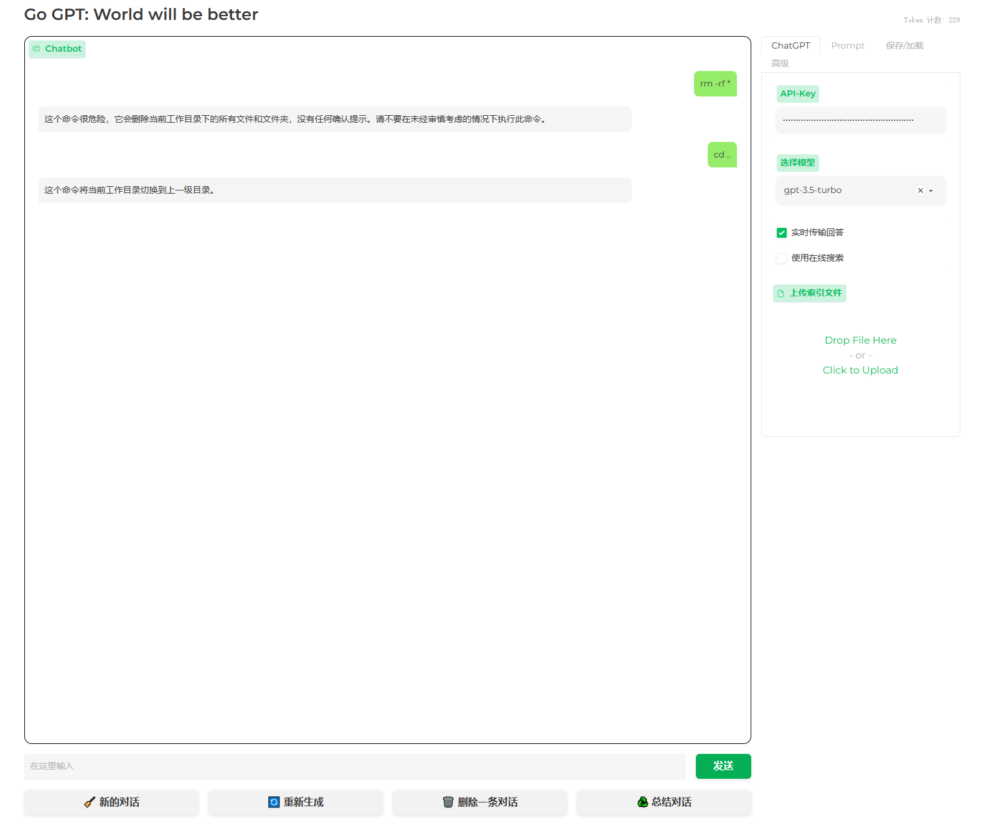 Go GPT: World will be better
Token 计数: 229
Chatbot
rm -rf *
这个命令很危险，它会删除当前工作目录下的所有文件和文件夹，没有任何确认提示。请不要在未经审慎考虑的情况下执行此命令。
cd ..
这个命令将当前工作目录切换到上一级目录。
在这里输入
发送
新的对话
重新生成
删除一条对话
总结对话
ChatGPT
Prompt
保存/加载
高级
API-Key
选择模型
gpt-3.5-turbo
实时传输回答
使用在线搜索
上传索引文件
Drop File Here
- or -
Click to Upload